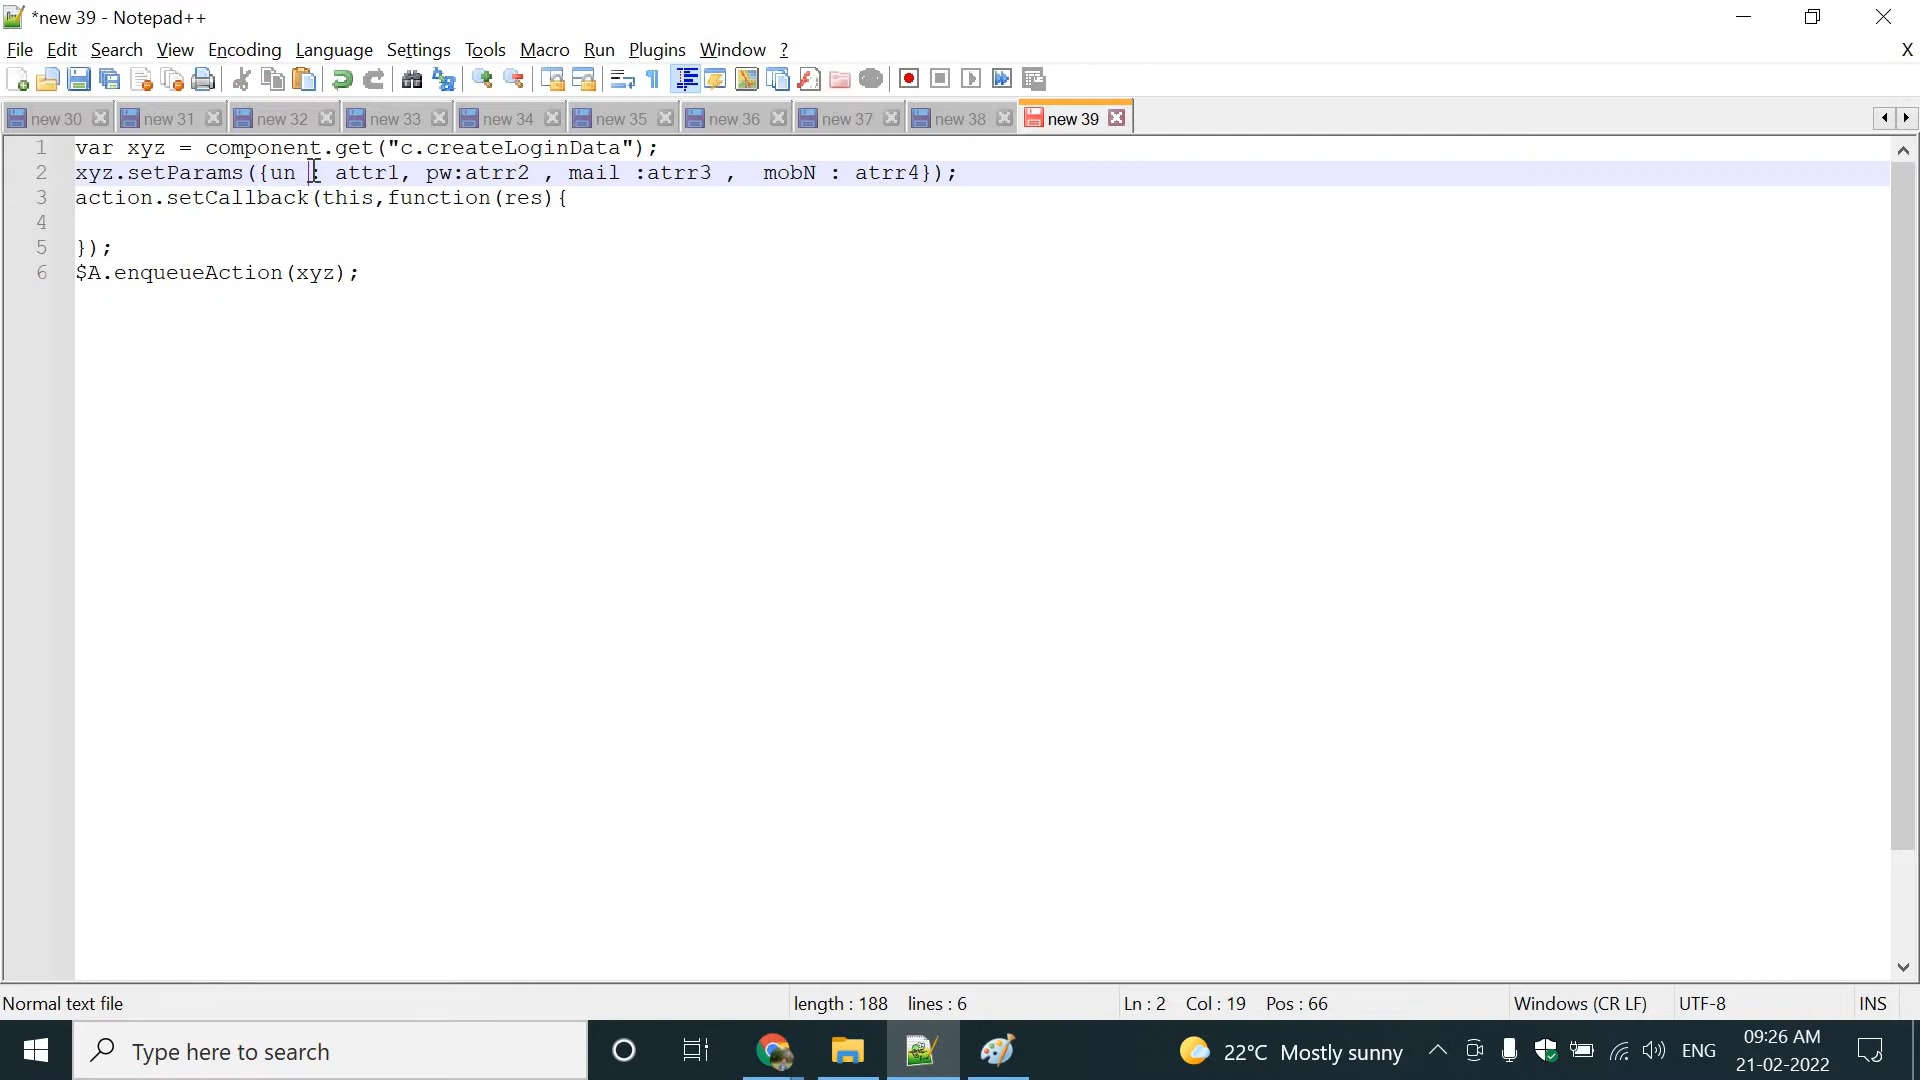 *new 39 - Notepad++
File Edit Search View Encoding Language Settings Tools Macro Run Plugins Window ? X
new 30 new 31 new 32 new 33 new 34 new 35 new 36 new 37 new 38 new 39
1 var xyz = component.get("c.createLoginData");
2 xyz.setParams({un : attr1, pw:atrr2 , mail :atrr3 ,  mobN : atrr4});
3 action.setCallback(this,function(res){
4
5 });
6 $A.enqueueAction(xyz);
Normal text file length : 188 lines : 6 Ln : 2 Col : 19 Pos : 66 Windows (CR LF) UTF-8 INS
Type here to search 22°C Mostly sunny ENG 09:26 AM
21-02-2022